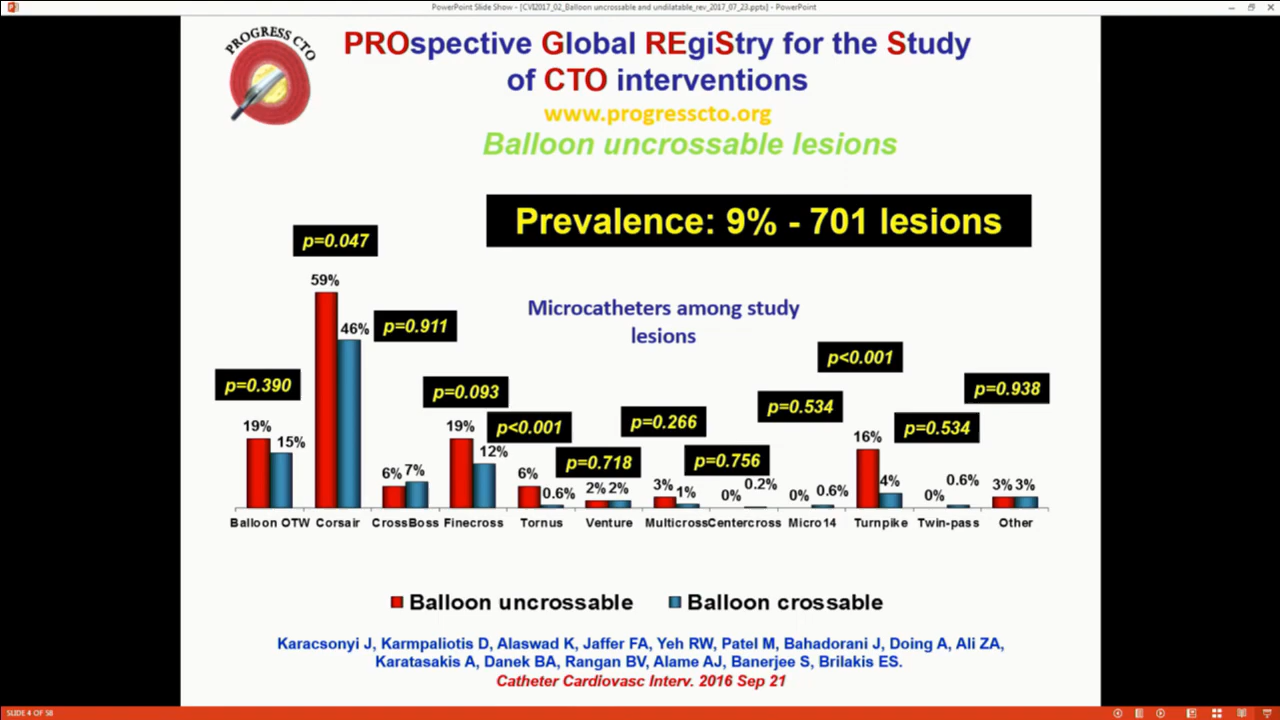 PowerPoint Slide Show - [CVI2017_02_Balloon uncrossable and undilatable_rev_2017_07_23.pptx] - PowerPoint
PROGRESS CTO
PROspective Global REgiStry for the Study
of CTO interventions
www.progresscto.org
Balloon uncrossable lesions
Prevalence: 9% - 701 lesions
Microcatheters among study
lesions
p=0.390
p=0.047
p=0.911
p=0.093
p<0.001
p=0.718
p=0.266
p=0.756
p=0.534
p<0.001
p=0.534
p=0.938
19% 15%
59% 46%
6% 7%
19% 12%
6% 0.6%
2% 2%
3% 1%
0% 0.2%
0% 0.6%
16% 4%
0% 0.6%
3% 3%
Balloon OTW Corsair CrossBoss Finecross Tornus Venture Multicross Centercross Micro14 Turnpike Twin-pass Other
Balloon uncrossable Balloon crossable
Karacsonyi J, Karmpaliotis D, Alaswad K, Jaffer FA, Yeh RW, Patel M, Bahadorani J, Doing A, Ali ZA,
Karatasakis A, Danek BA, Rangan BV, Alame AJ, Banerjee S, Brilakis ES.
Catheter Cardiovasc Interv. 2016 Sep 21
SLIDE 4 OF 58